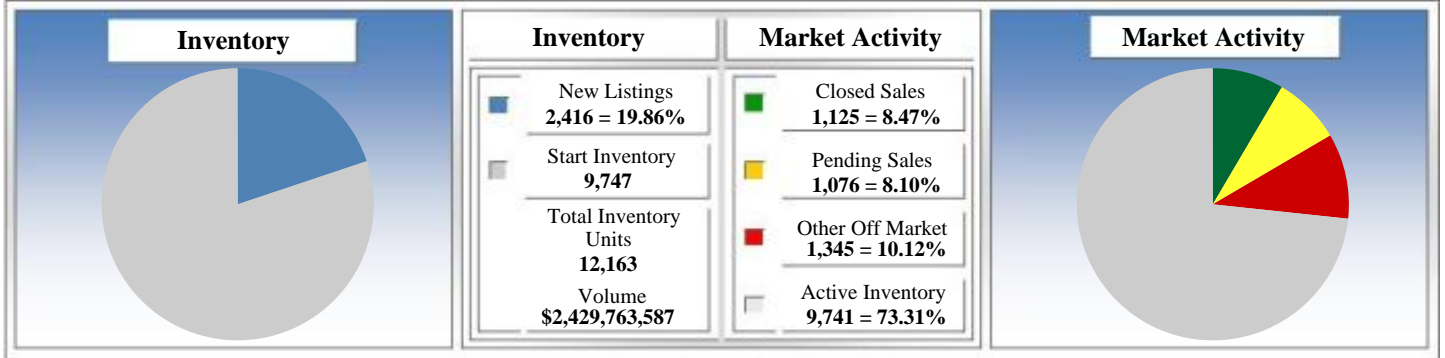 Inventory
Inventory
Market Activity
Market Activity
New Listings
2,416 = 19.86%
Start Inventory
9,747
Total Inventory
Units
12,163
Volume
$2,429,763,587
Closed Sales
1,125 = 8.47%
Pending Sales
1,076 = 8.10%
Other Off Market
1,345 = 10.12%
Active Inventory
9,741 = 73.31%